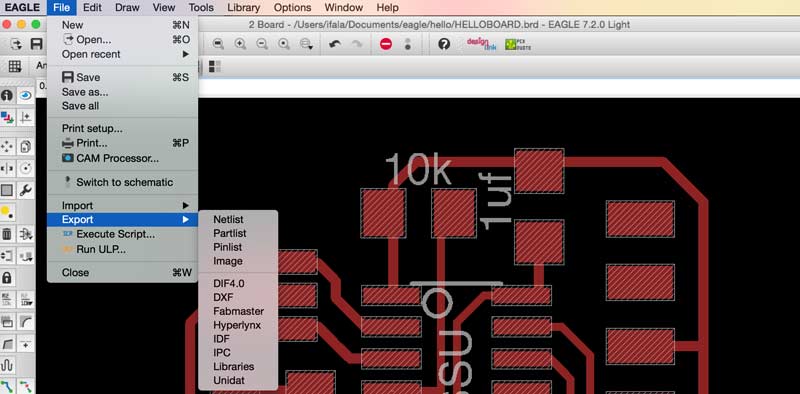 EAGLE File Edit Draw View Tools Library Options Window Help
2 Board - /Users/ifala/Documents/eagle/hello/HELLOBOARD.brd - EAGLE 7.2.0 Light
New ⌘N
Open... ⌘O
Open recent
Save ⌘S
Save as...
Save all
Print setup...
Print... ⌘P
CAM Processor...
Switch to schematic
Import
Export
Execute Script...
Run ULP...
Close ⌘W
Netlist
Partlist
Pinlist
Image
DIF4.0
DXF
Fabmaster
Hyperlynx
IDF
IPC
Libraries
Unidat
design link
PCB QUOTE
10k
1uf